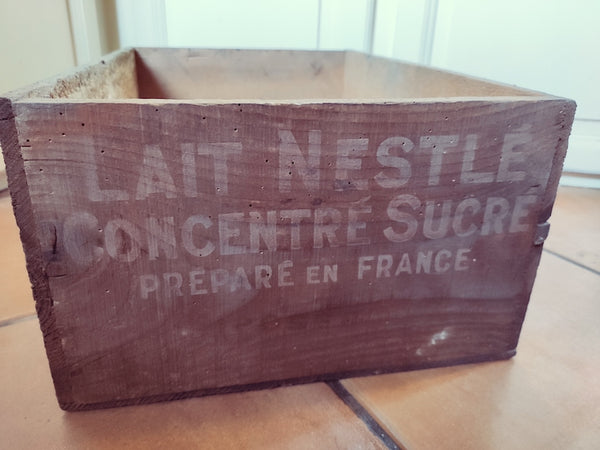 LAIT NESTLÉ
CONCENTRÉ SUCRÉ
PRÉPARÉ EN FRANCE